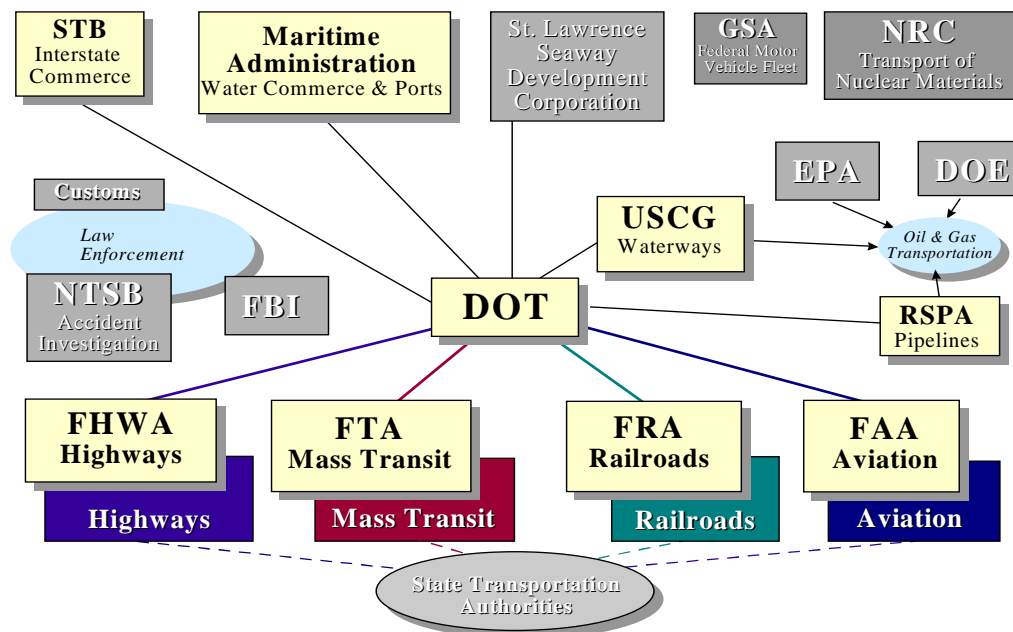 STB
Interstate
Commerce
Maritime
Administration
Water Commerce & Ports
St. Lawrence
Seaway
Development
Corporation
GSA
Federal Motor
Vehicle Fleet
NRC
Transport of
Nuclear Materials
Customs
Law
Enforcement
NTSB
Accident
Investigation
FBI
USCG
Waterways
EPA
DOE
Oil & Gas
Transportation
DOT
RSPA
Pipelines
FHWA
Highways
FTA
Mass Transit
FRA
Railroads
FAA
Aviation
Highways
Mass Transit
Railroads
Aviation
State Transportation
Authorities